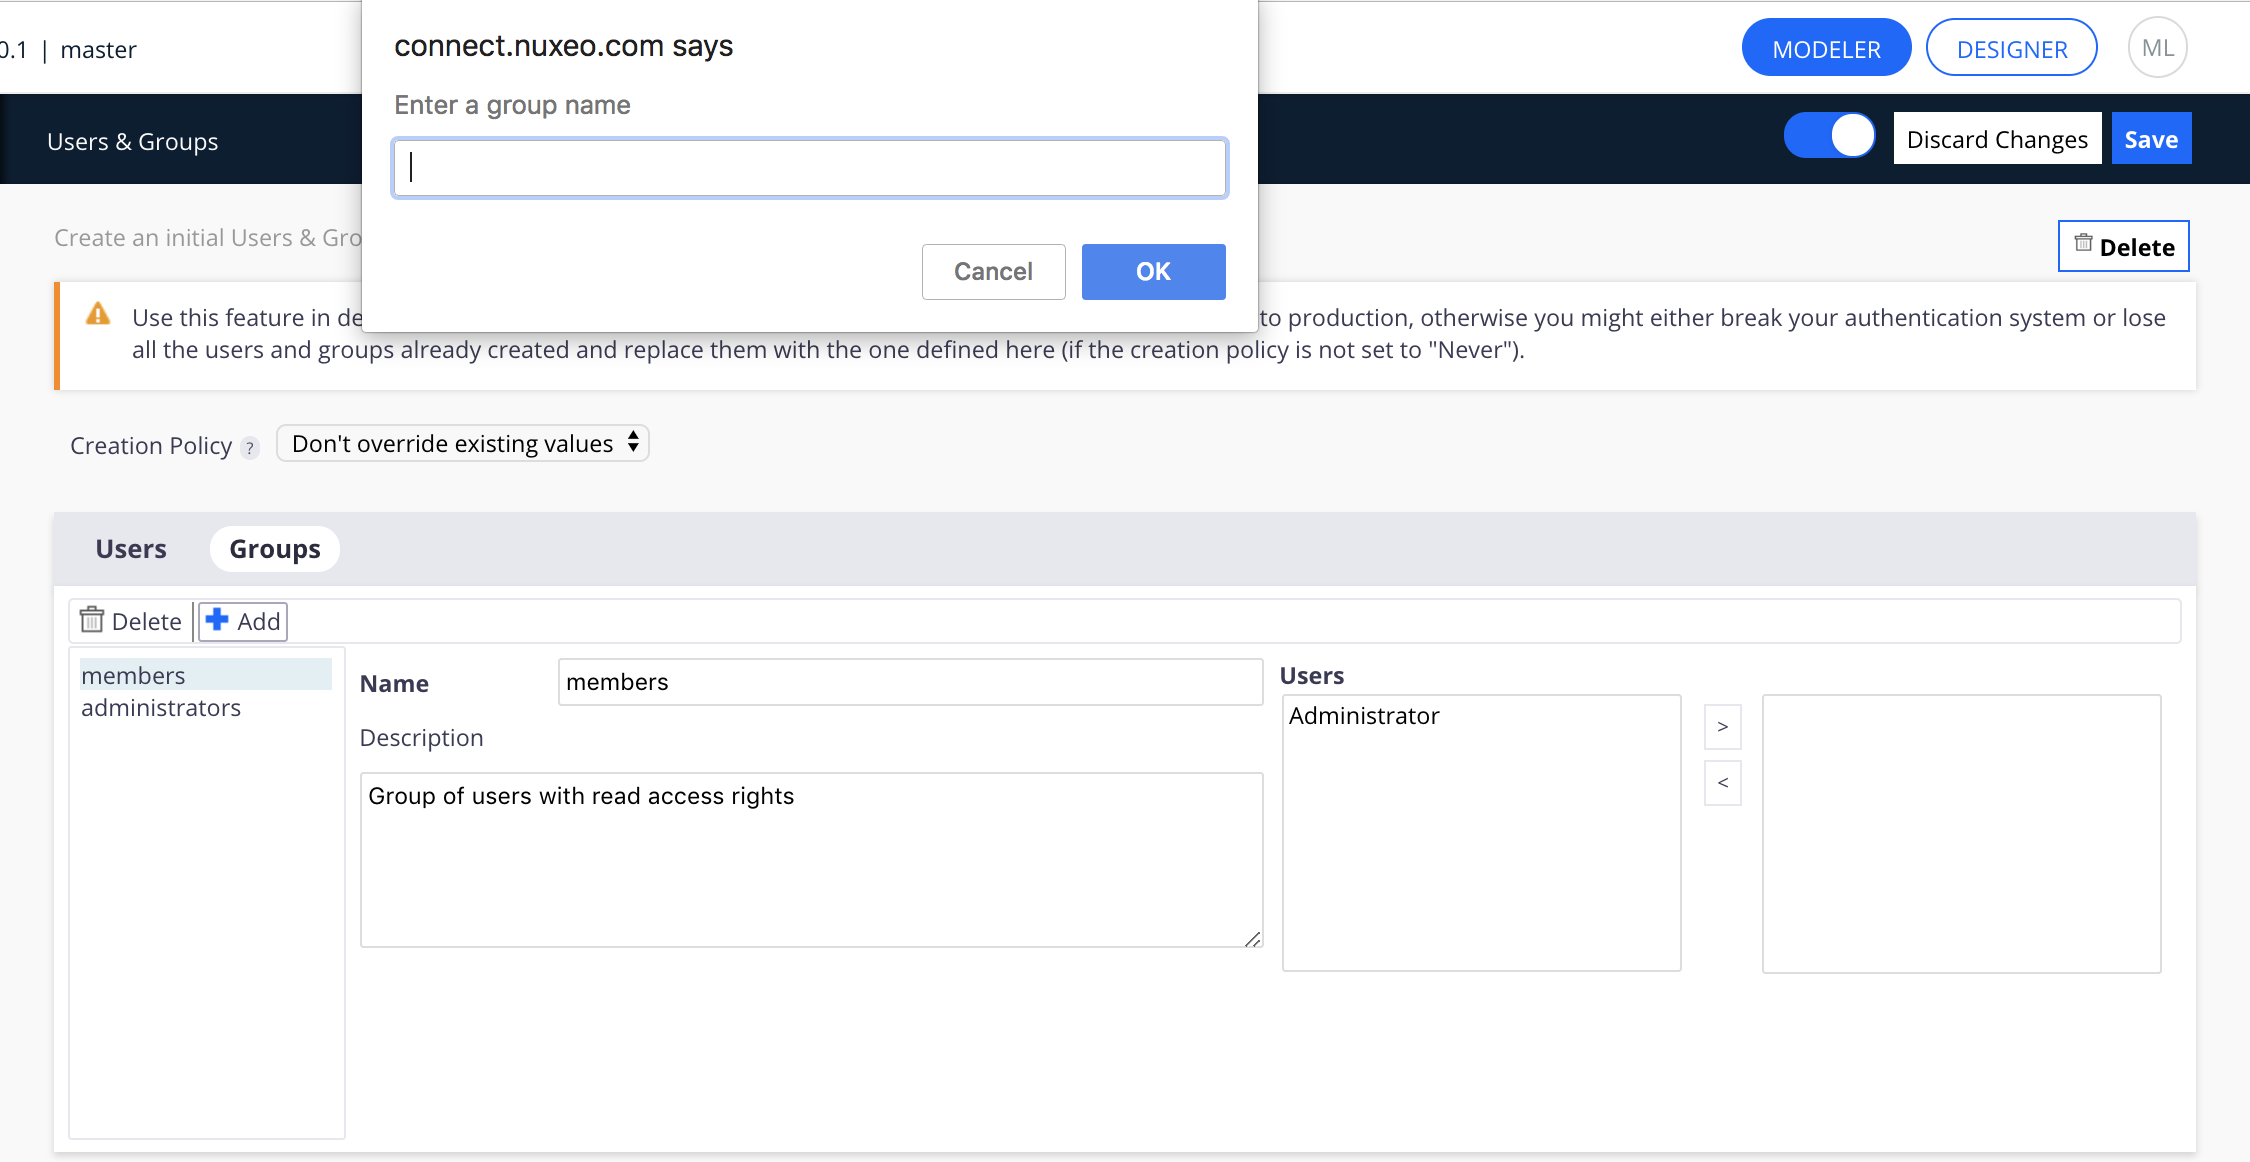 0.1 | master
connect.nuxeo.com says
MODELER
DESIGNER
ML
Enter a group name
Users & Groups
Discard Changes
Save
Create an initial Users & Gro
Cancel
OK
Delete
Use this feature in de
to production, otherwise you might either break your authentication system or lose
all the users and groups already created and replace them with the one defined here (if the creation policy is not set to "Never").
Creation Policy ?
Don't override existing values
Users
Groups
Delete
Add
members
administrators
Name
members
Description
Group of users with read access rights
Users
Administrator
>
<